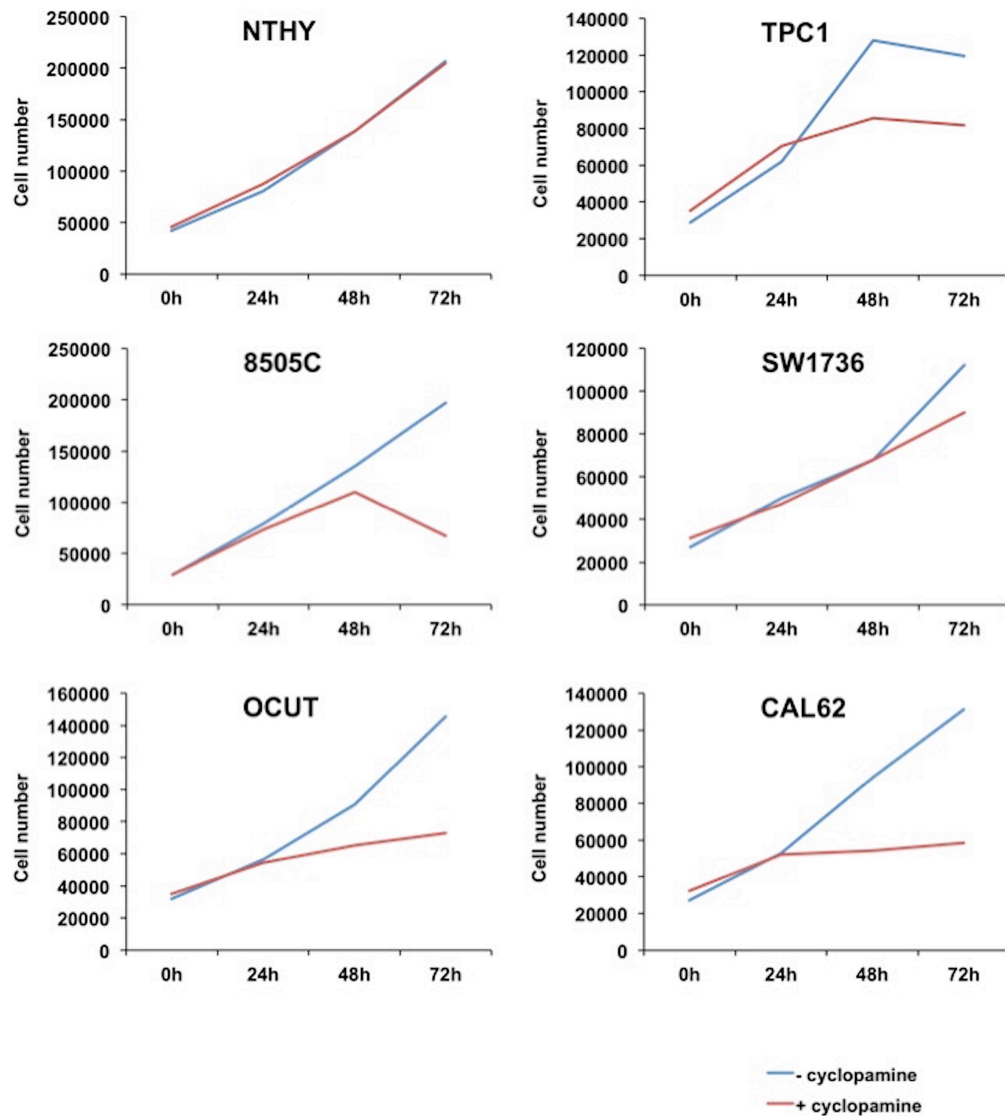 NTHY
Cell number
250000
200000
150000
100000
50000
0
0h 24h 48h 72h
TPC1
Cell number
140000
120000
100000
80000
60000
40000
20000
0
0h 24h 48h 72h
8505C
Cell number
250000
200000
150000
100000
50000
0
0h 24h 48h 72h
SW1736
Cell number
120000
100000
80000
60000
40000
20000
0
0h 24h 48h 72h
OCUT
Cell number
160000
140000
120000
100000
80000
60000
40000
20000
0
0h 24h 48h 72h
CAL62
Cell number
140000
120000
100000
80000
60000
40000
20000
0
0h 24h 48h 72h
- cyclopamine
+ cyclopamine